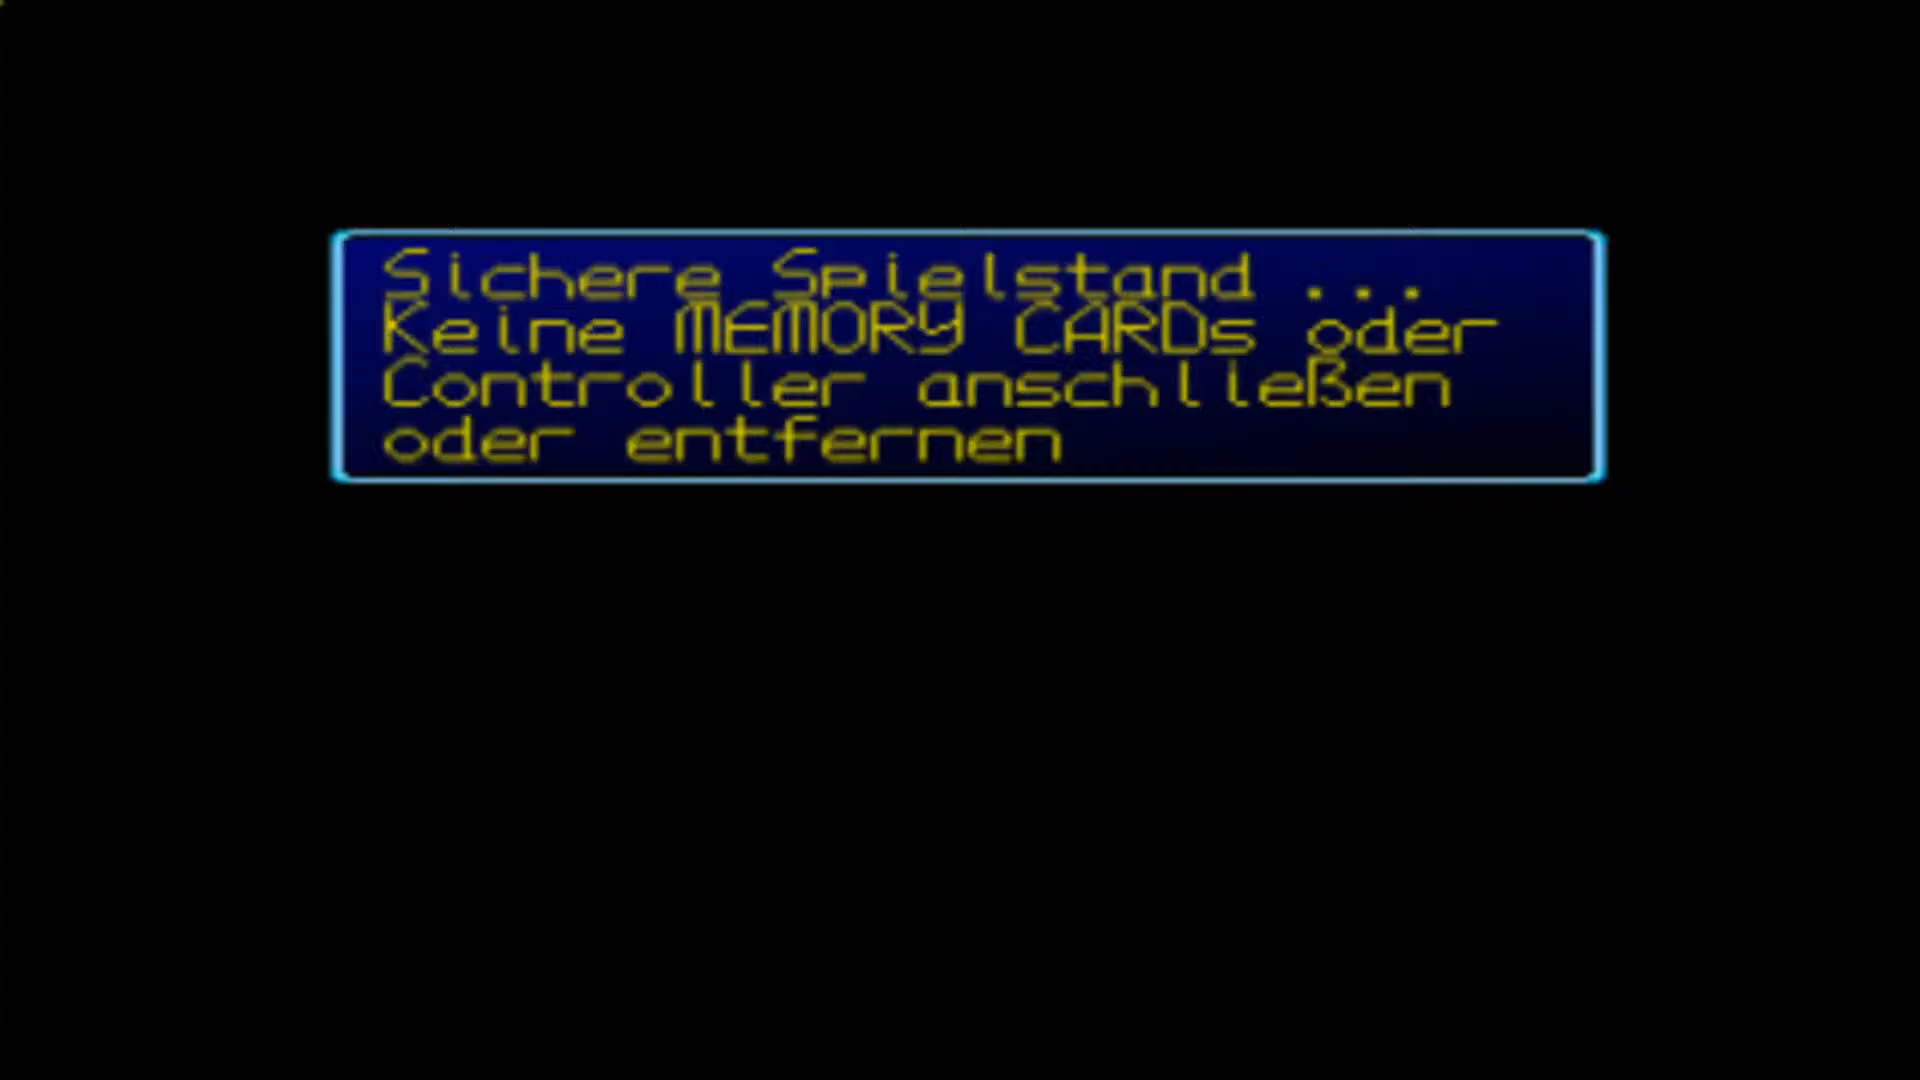 Sichere Spielstand ...
Keine MEMORY CARDs oder
Controller anschließen
oder entfernen